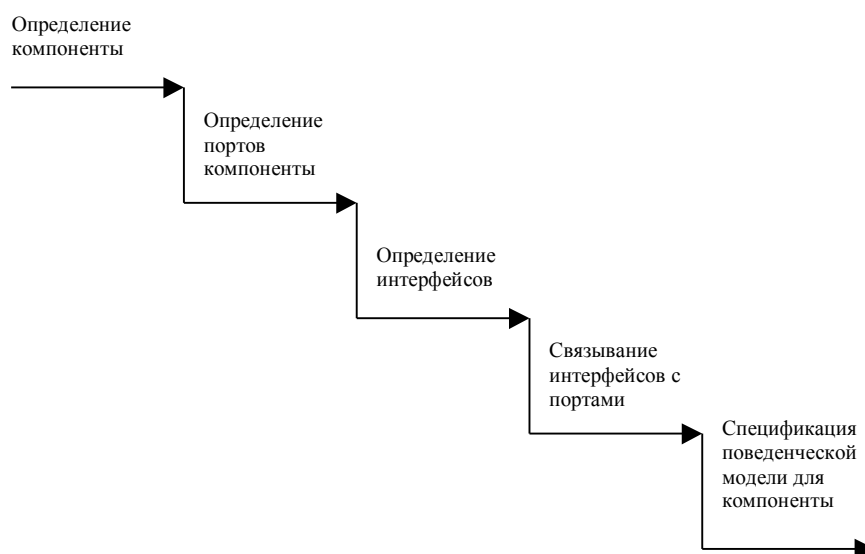 Определение
компоненты
Определение
портов
компоненты
Определение
интерфейсов
Связывание
интерфейсов с
портами
Спецификация
поведенческой
модели для
компоненты